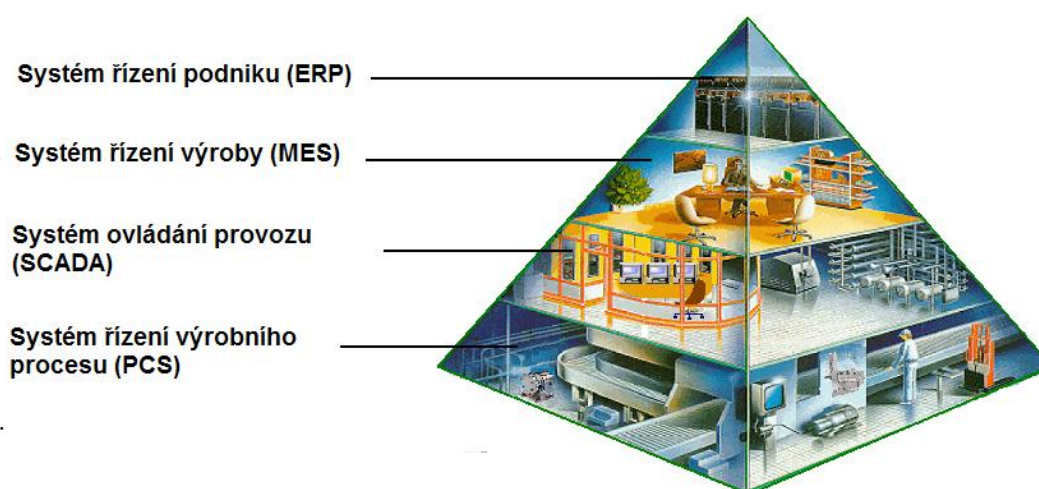 Systém řízení podniku (ERP)
Systém řízení výroby (MES)
Systém ovládání provozu
(SCADA)
Systém řízení výrobního
procesu (PCS)
.